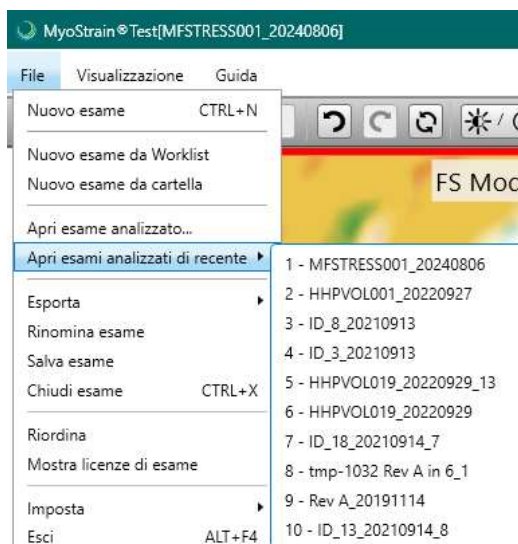 MyoStrain®Test[MFSTRESS001_20240806]
File Visualizzazione Guida
Nuovo esame CTRL+N
Nuovo esame da Worklist
Nuovo esame da cartella
Apri esame analizzato...
Apri esami analizzati di recente
Esporta
Rinomina esame
Salva esame
Chiudi esame CTRL+X
Riordina
Mostra licenze di esame
Imposta
Esci ALT+F4
FS Mod
1 - MFSTRESS001_20240806
2 - HHPVOL001_20220927
3 - ID_8_20210913
4 - ID_3_20210913
5 - HHPVOL019_20220929_13
6 - HHPVOL019_20220929
7 - ID_18_20210914_7
8 - tmp-1032 Rev A in 6_1
9 - Rev A_20191114
10 - ID_13_20210914_8